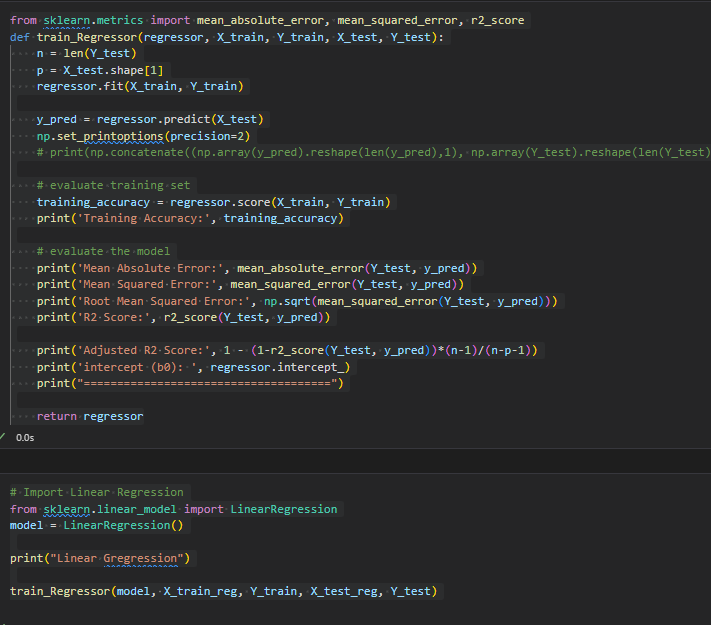 from sklearn.metrics import mean_absolute_error, mean_squared_error, r2_score
def train_Regressor(regressor, X_train, Y_train, X_test, Y_test):
    n = len(Y_test)
    p = X_test.shape[1]
    regressor.fit(X_train, Y_train)
    y_pred = regressor.predict(X_test)
    np.set_printoptions(precision=2)
    # print(np.concatenate((np.array(y_pred).reshape(len(y_pred),1), np.array(Y_test).reshape(len(Y_test)
    # evaluate training set
    training_accuracy = regressor.score(X_train, Y_train)
    print('Training Accuracy:', training_accuracy)
    # evaluate the model
    print('Mean Absolute Error:', mean_absolute_error(Y_test, y_pred))
    print('Mean Squared Error:', mean_squared_error(Y_test, y_pred))
    print('Root Mean Squared Error:', np.sqrt(mean_squared_error(Y_test, y_pred)))
    print('R2 Score:', r2_score(Y_test, y_pred))
    print('Adjusted R2 Score:', 1 - (1-r2_score(Y_test, y_pred))*(n-1)/(n-p-1))
    print('intercept (b0): ', regressor.intercept_)
    print("=====================================")
    return regressor
0.0s
# Import Linear Regression
from sklearn.linear_model import LinearRegression
model = LinearRegression()
print("Linear Gregression")
train_Regressor(model, X_train_reg, Y_train, X_test_reg, Y_test)